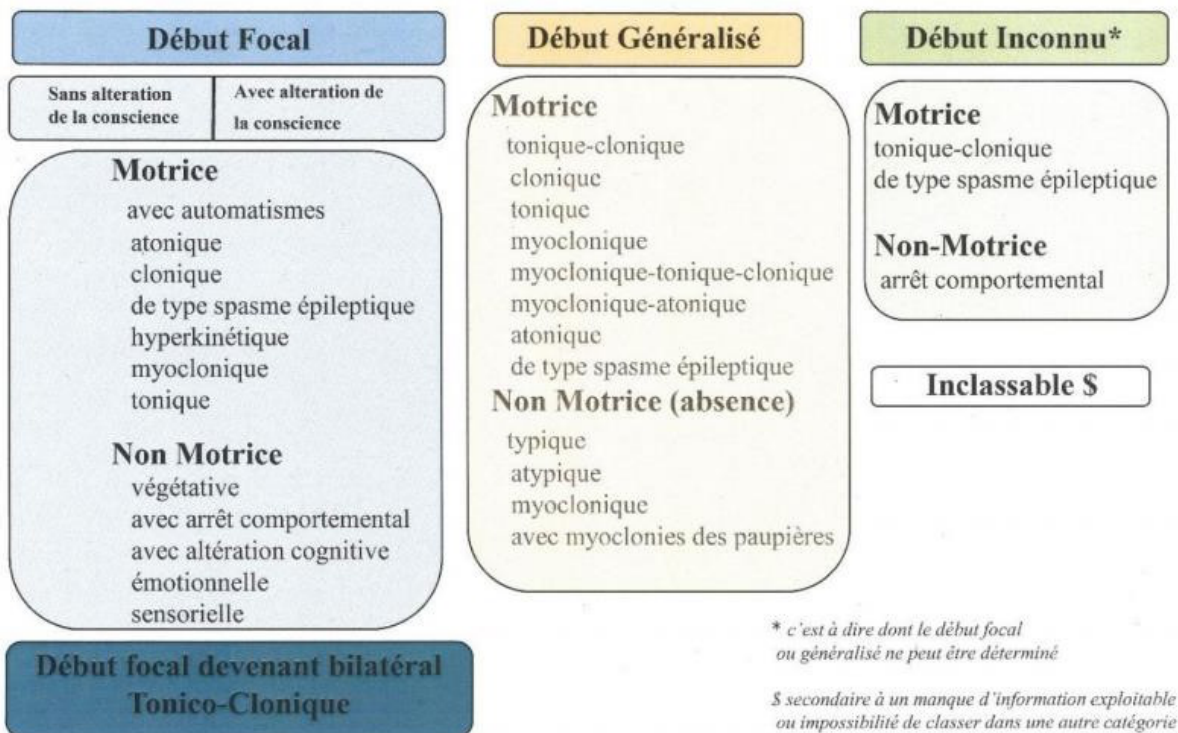 Début Focal
Sans alteration
de la conscience
Avec alteration de
la conscience
Motrice
avec automatismes
atonique
clonique
de type spasme épileptique
hyperkinétique
myoclonique
tonique
Non Motrice
végétative
avec arrêt comportemental
avec altération cognitive
émotionnelle
sensorielle
Début focal devenant bilatéral
Tonico-Clonique
Début Généralisé
Motrice
tonique-clonique
clonique
tonique
myoclonique
myoclonique-tonique-clonique
myoclonique-atonique
atonique
de type spasme épileptique
Non Motrice (absence)
typique
atypique
myoclonique
avec myoclonies des paupières
Début Inconnu*
Motrice
tonique-clonique
de type spasme épileptique
Non-Motrice
arrêt comportemental
Inclassable $
* c'est à dire dont le début focal
ou généralisé ne peut être déterminé
$ secondaire à un manque d'information exploitable
ou impossibilité de classer dans une autre catégorie